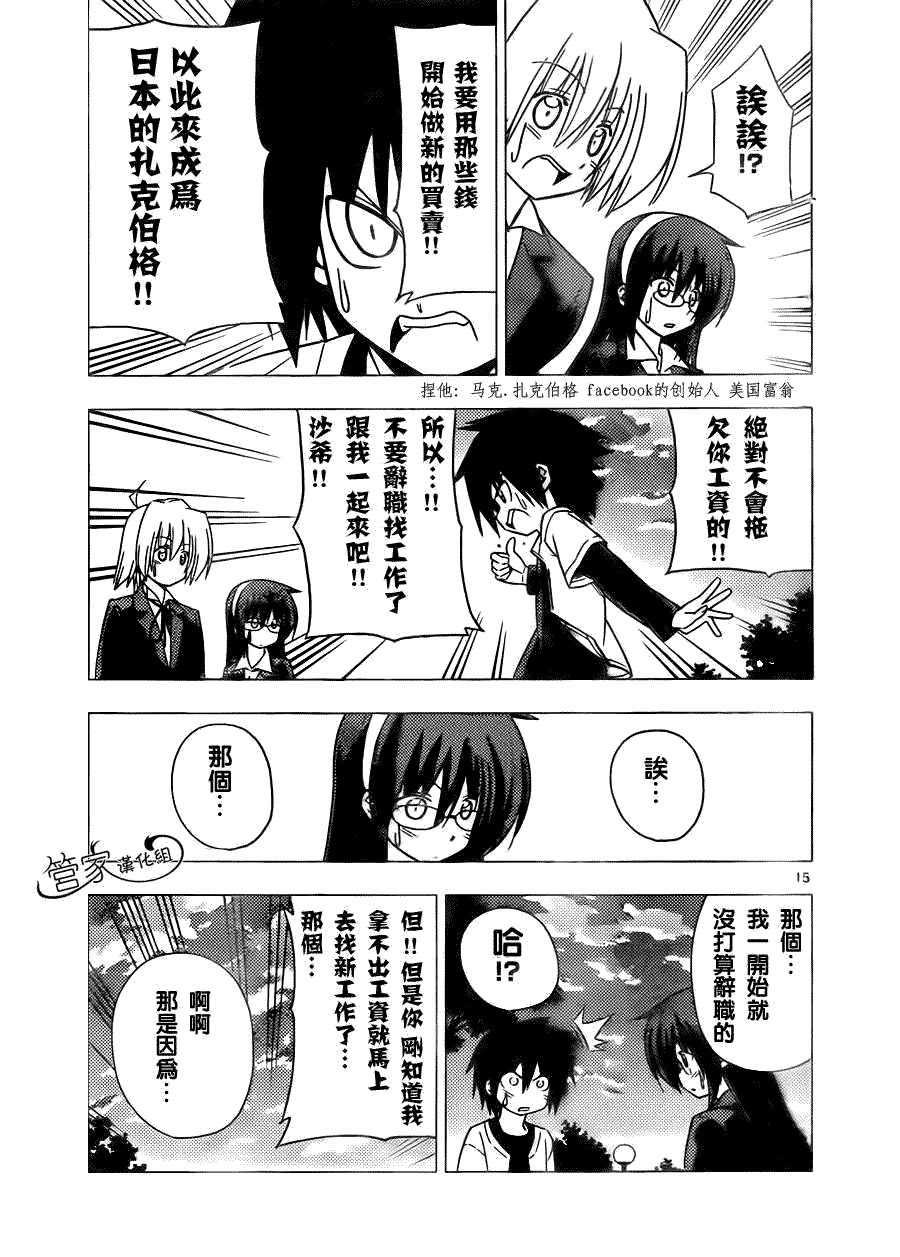 誒誒!?
我要用那些錢
開始做新的買賣!!
以此來成爲
日本的扎克伯格!!
捏他: 马克.扎克伯格 facebook的创始人 美国富翁
絕對不會拖
欠你工資的!!
所以…!!
不要辭職找工作了
跟我一起來吧!!
沙希!!
誒…
那個…
管家漢化組
15
那個…
我一開始就
沒打算辭職的
哈!?
但!!但是你 剛知道我
拿不出工資就馬上
去找新工作了…
那個…
啊啊
那是因爲…